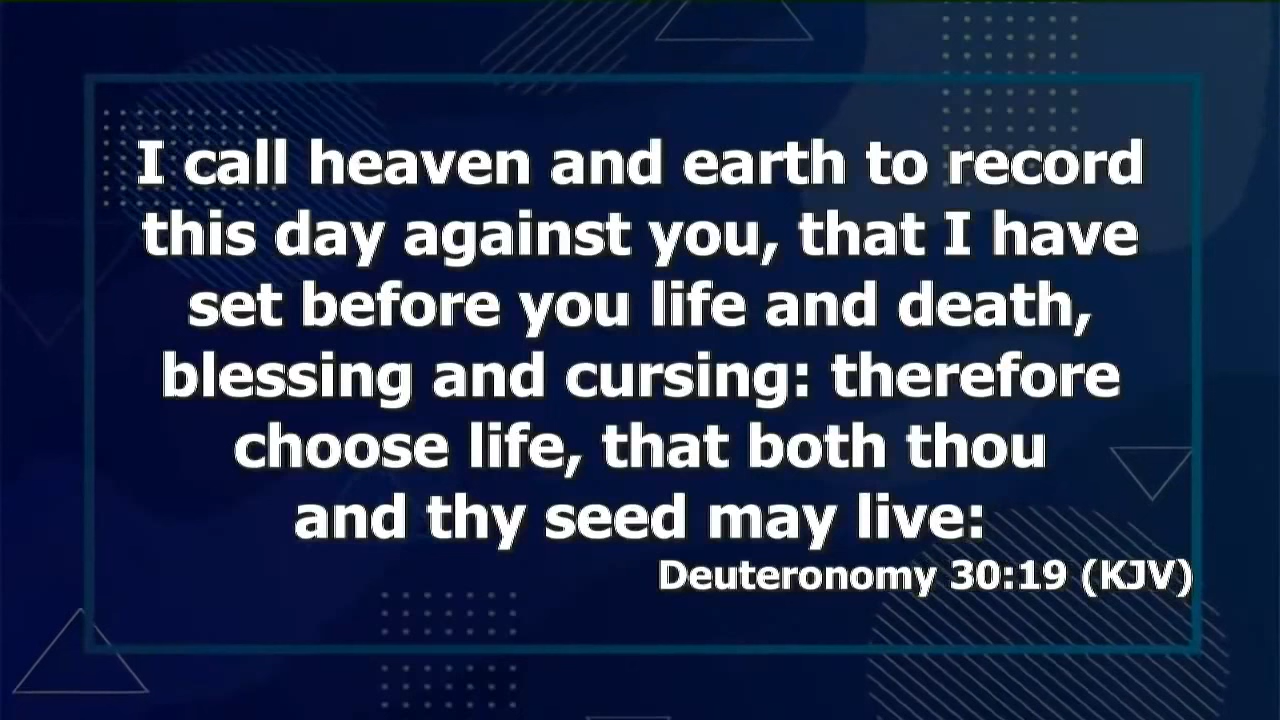 I call heaven and earth to record
this day against you, that I have
set before you life and death,
blessing and cursing: therefore
choose life, that both thou
and thy seed may live:
Deuteronomy 30:19 (KJV)